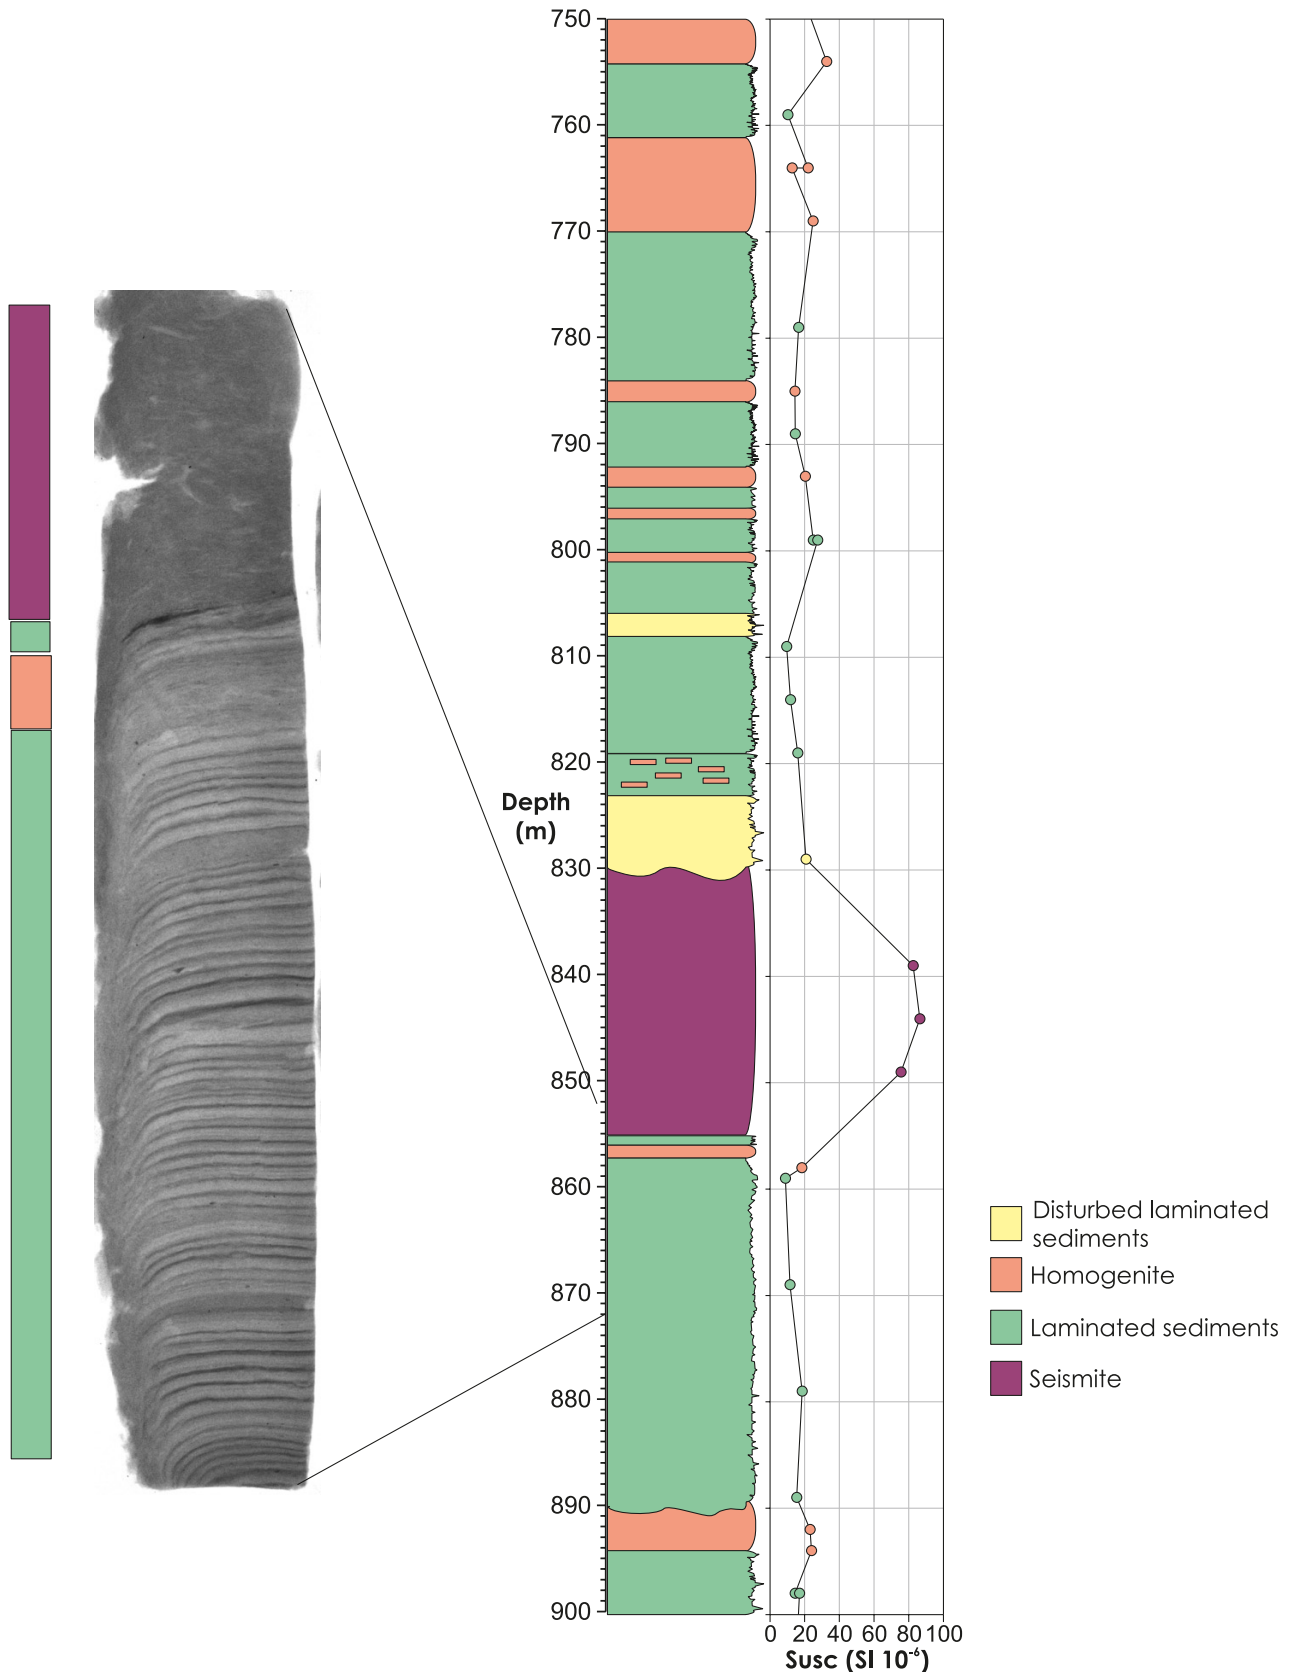 750
760
770
780
790
800
810
820
Depth
(m)
830
840
850
860
870
880
890
900
0 20 40 60 80 100
Susc (SI 10⁻⁶)
Disturbed laminated
sediments
Homogenite
Laminated sediments
Seismite